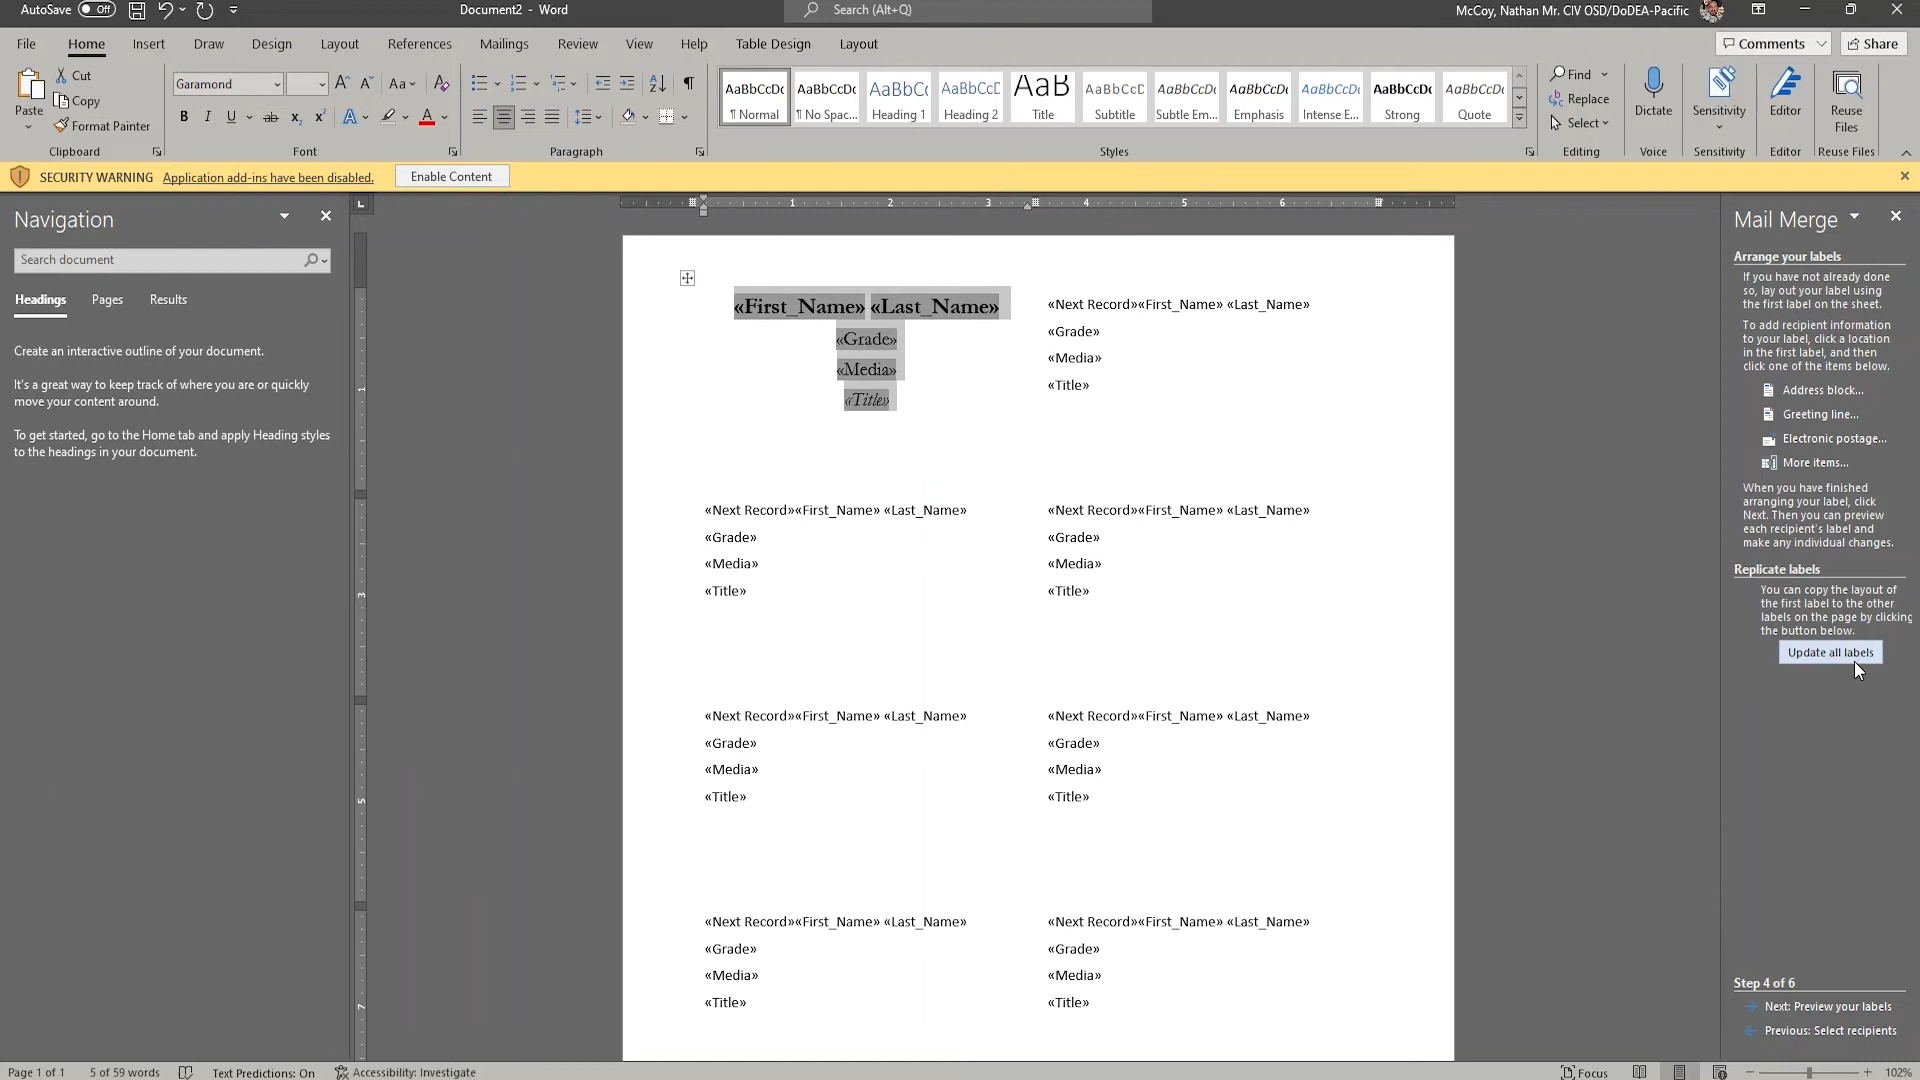 AutoSave Off Document2 - Word Search (Alt+Q) McCoy, Nathan Mr. CIV OSD/DoDEA-Pacific
File Home Insert Draw Design Layout References Mailings Review View Help Table Design Layout Comments Share
Paste Cut Copy Format Painter
Clipboard
Garamond
Font
Paragraph
AaBbCcDc AaBbCcDc AaBbCc AaBbCcD AaB AaBbCcD AaBbCcDc AaBbCcDc AaBbCcDc AaBbCcDc AaBbCcDc
¶ Normal ¶ No Spac... Heading 1 Heading 2 Title Subtitle Subtle Em... Emphasis Intense E... Strong Quote
Styles
Find
Replace
Select
Editing
Dictate
Voice
Sensitivity
Sensitivity
Editor
Editor
Reuse
Files
Reuse Files
SECURITY WARNING Application add-ins have been disabled. Enable Content
Navigation
Search document
Headings Pages Results
Create an interactive outline of your document.
It's a great way to keep track of where you are or quickly
move your content around.
To get started, go to the Home tab and apply Heading styles
to the headings in your document.
1 2 3 4 5 6
1
3
5
7
«First_Name» «Last_Name»
«Grade»
«Media»
«Title»
«Next Record»«First_Name» «Last_Name»
«Grade»
«Media»
«Title»
«Next Record»«First_Name» «Last_Name»
«Grade»
«Media»
«Title»
«Next Record»«First_Name» «Last_Name»
«Grade»
«Media»
«Title»
«Next Record»«First_Name» «Last_Name»
«Grade»
«Media»
«Title»
«Next Record»«First_Name» «Last_Name»
«Grade»
«Media»
«Title»
«Next Record»«First_Name» «Last_Name»
«Grade»
«Media»
«Title»
«Next Record»«First_Name» «Last_Name»
«Grade»
«Media»
«Title»
Mail Merge
Arrange your labels
If you have not already done
so, lay out your label using
the first label on the sheet.
To add recipient information
to your label, click a location
in the first label, and then
click one of the items below.
Address block...
Greeting line...
Electronic postage...
More items...
When you have finished
arranging your label, click
Next. Then you can preview
each recipient's label and
make any individual changes.
Replicate labels
You can copy the layout of
the first label to the other
labels on the page by clicking
the button below.
Update all labels
Step 4 of 6
Next: Preview your labels
Previous: Select recipients
Page 1 of 1 5 of 59 words Text Predictions: On Accessibility: Investigate Focus 102%